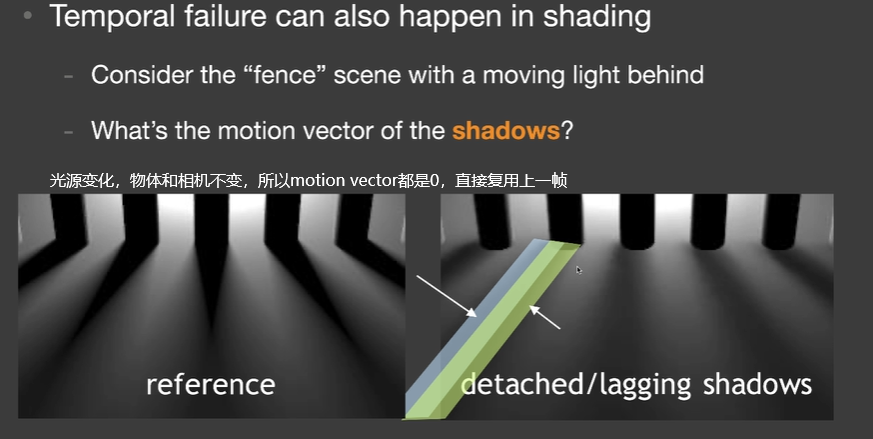 • Temporal failure can also happen in shading
- Consider the “fence” scene with a moving light behind
- What’s the motion vector of the shadows?
光源变化，物体和相机不变，所以motion vector都是0，直接复用上一帧
reference
detached/lagging shadows